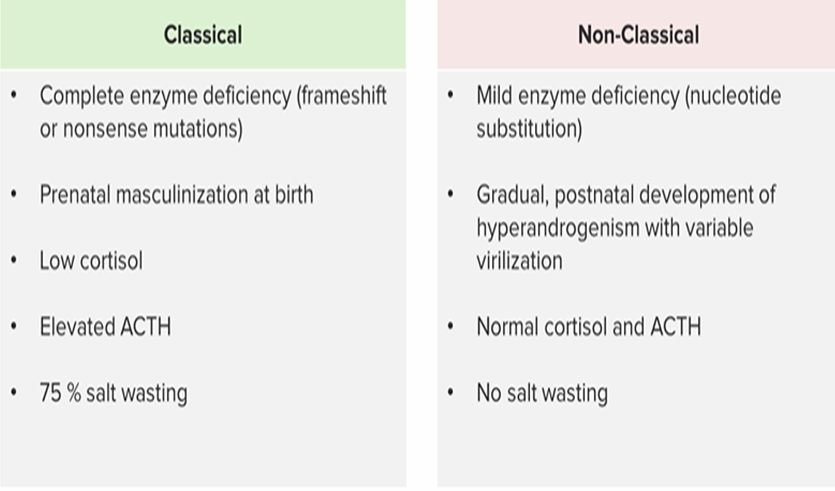 Classical
• Complete enzyme deficiency (frameshift
or nonsense mutations)
• Prenatal masculinization at birth
• Low cortisol
• Elevated ACTH
• 75 % salt wasting
Non-Classical
• Mild enzyme deficiency (nucleotide
substitution)
• Gradual, postnatal development of
hyperandrogenism with variable
virilization
• Normal cortisol and ACTH
• No salt wasting